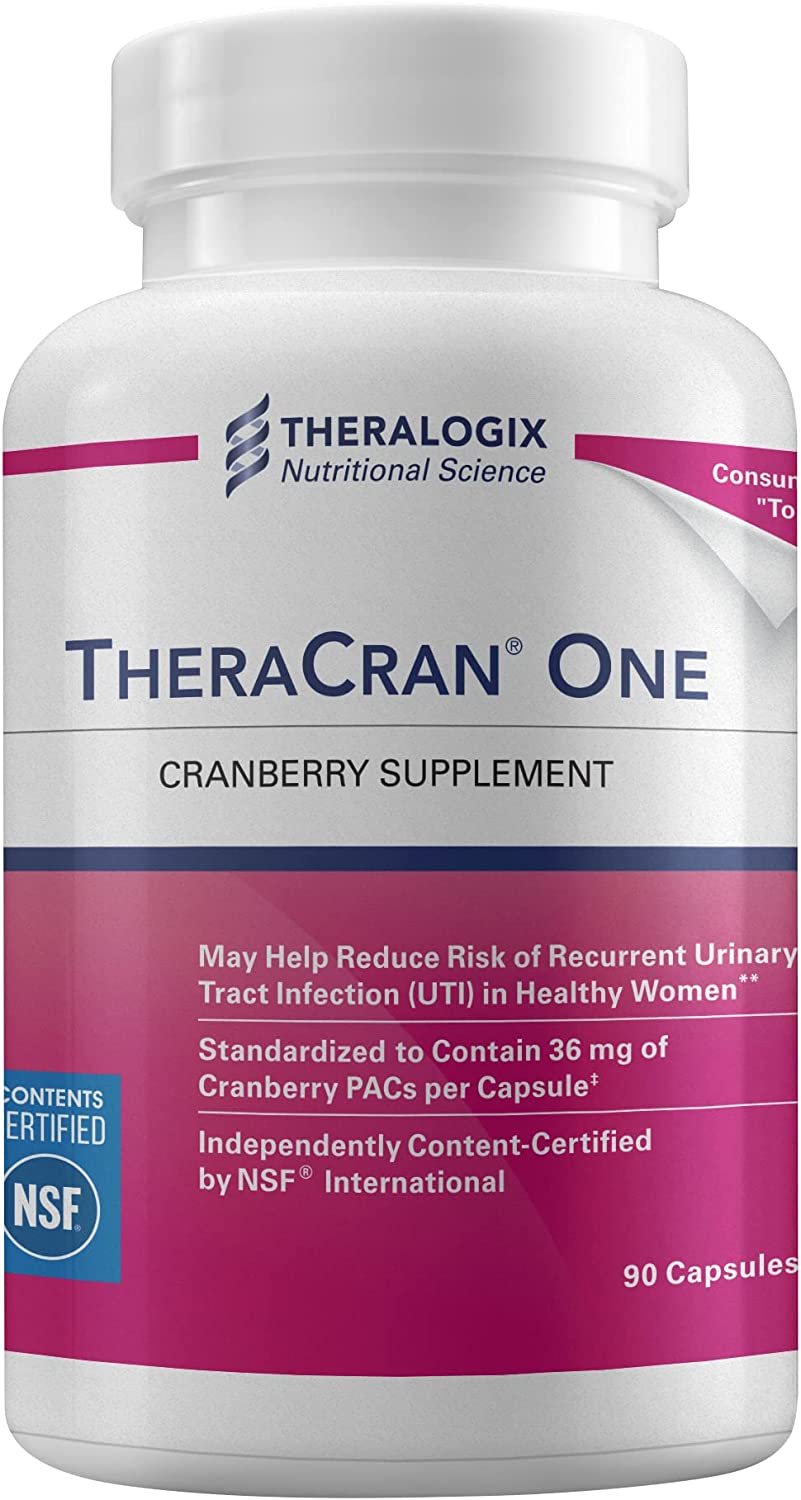 THERALOGIX
Nutritional Science
"To
THERACRAN® ONE
CRANBERRY SUPPLEMENT
May Help Reduce Risk of Recurrent Urinary
Tract Infection (UTI) in Healthy Women**
Standardized to Contain 36 mg of
Cranberry PACs per Capsule‡
Independently Content-Certified
by NSF® International
CERTIFIED
NSF®
90 Capsules